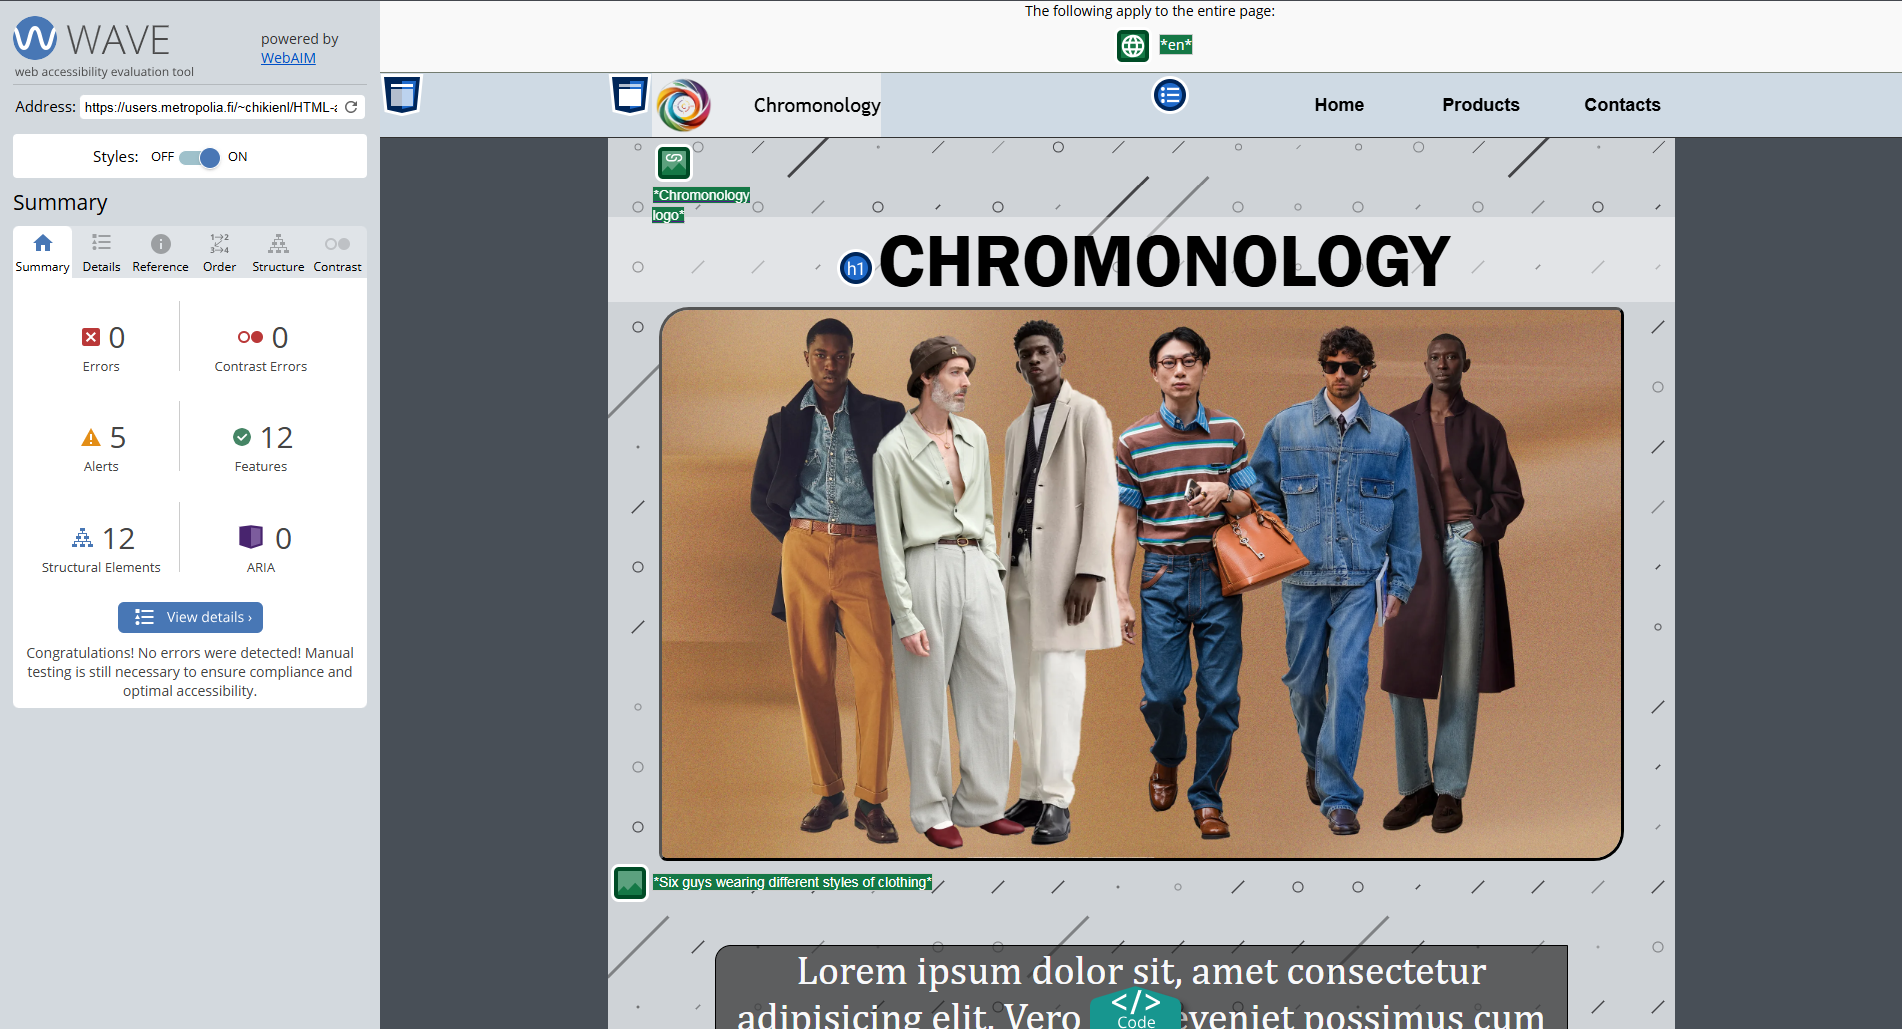 WAVE
web accessibility evaluation tool
powered by
WebAIM
Address: https://users.metropolia.fi/~chikienl/HTML-
Styles: OFF ON
Summary
Summary Details Reference Order Structure Contrast
0
Errors
0
Contrast Errors
5
Alerts
12
Features
12
Structural Elements
0
ARIA
View details ›
Congratulations! No errors were detected! Manual
testing is still necessary to ensure compliance and
optimal accessibility.
The following apply to the entire page:
*en*
Chromonology
Home Products Contacts
*Chromonology
logo*
h1 CHROMONOLOGY
*Six guys wearing different styles of clothing*
Lorem ipsum dolor sit, amet consectetur
adipisicing elit. Vero eveniet possimus cum
</>
Code